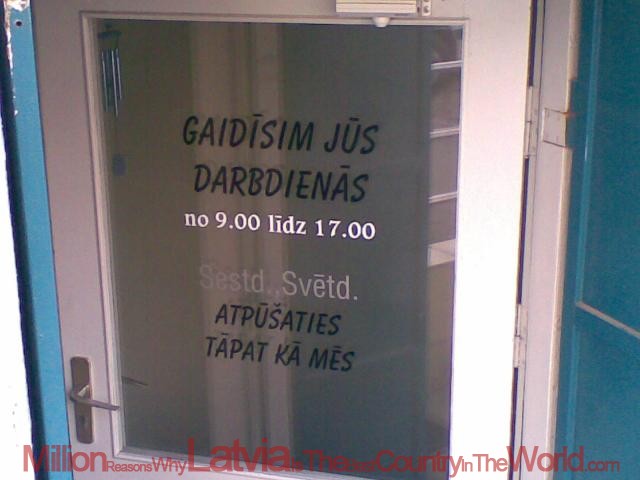 GAIDĪSIM JŪS
DARBDIENĀS
no 9.00 līdz 17.00
Sestd., Svētd.
ATPŪŠATIES
TĀPAT KĀ MĒS
MillionReasonsWhyLatviaIsTheBestCountryInTheWorld.com